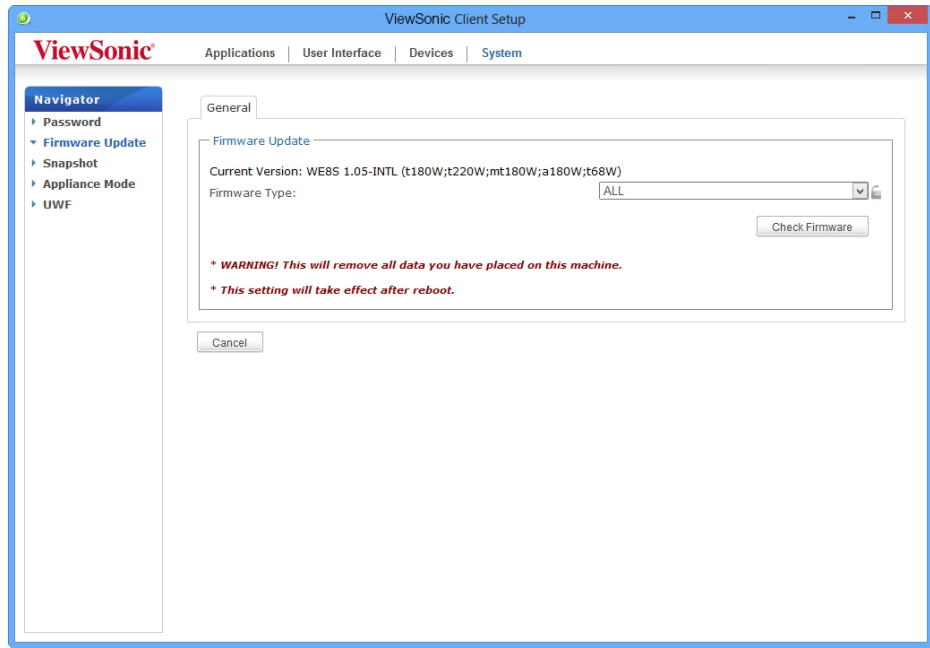 ViewSonic Client Setup
ViewSonic®
Applications | User Interface | Devices | System
Navigator
Password
Firmware Update
Snapshot
Appliance Mode
UWF
General
Firmware Update
Current Version: WE8S 1.05-INTL (t180W;t220W;mt180W;a180W;t68W)
Firmware Type:
ALL
Check Firmware
* WARNING! This will remove all data you have placed on this machine.
* This setting will take effect after reboot.
Cancel